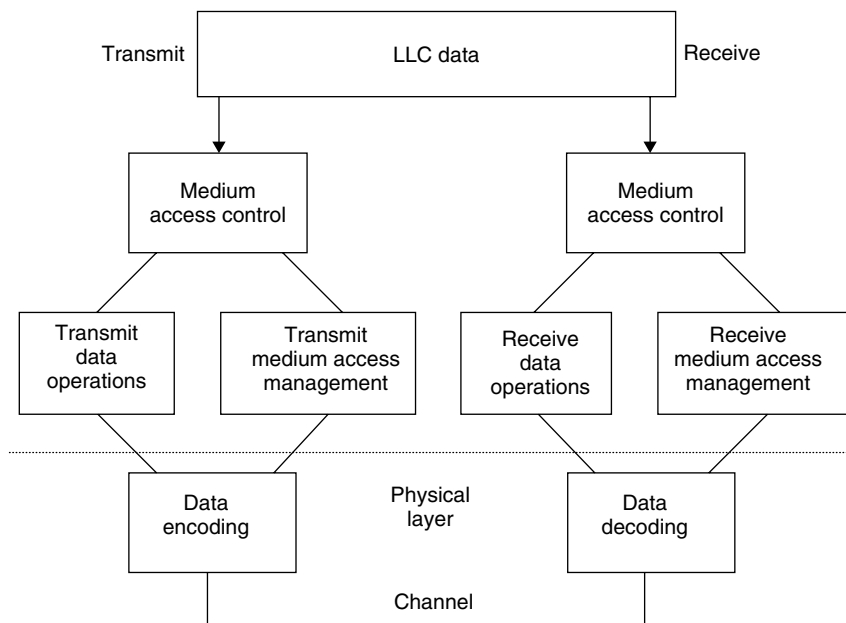 Transmit
LLC data
Receive
Medium
access control
Medium
access control
Transmit
data
operations
Transmit
medium access
management
Receive
data
operations
Receive
medium access
management
Data
encoding
Physical
layer
Data
decoding
Channel